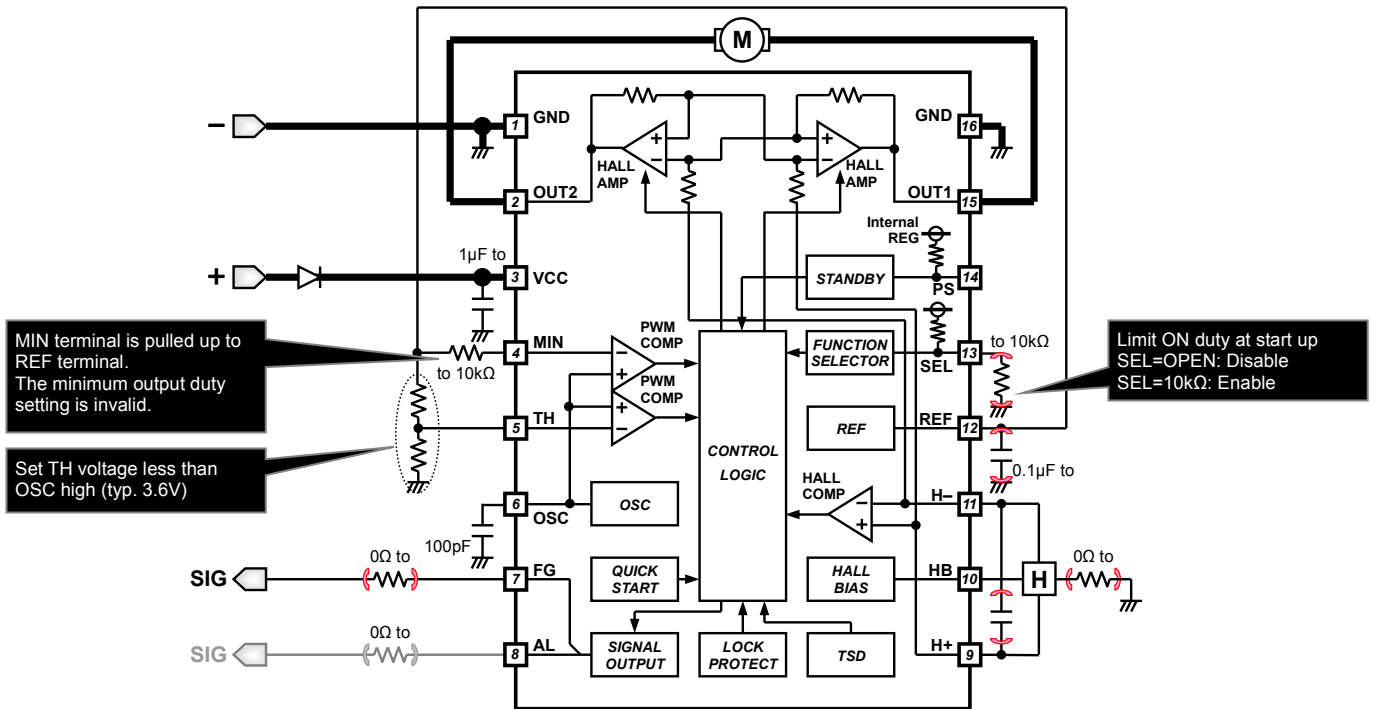 M
−
1
GND
GND
16
HALL
AMP
+
−
+
−
HALL
AMP
2
OUT2
OUT1
15
Internal
REG
+
1µF to
3
VCC
STANDBY
14
PS
MIN terminal is pulled up to
REF terminal.
The minimum output duty
setting is invalid.
to 10kΩ
4
MIN
PWM
COMP
−
+
FUNCTION
SELECTOR
13
SEL
to 10kΩ
Limit ON duty at start up
SEL=OPEN: Disable
SEL=10kΩ: Enable
PWM
COMP
+
−
5
TH
REF
REF
12
CONTROL
LOGIC
0.1µF to
Set TH voltage less than
OSC high (typ. 3.6V)
HALL
COMP
−
+
H−
11
6
OSC
OSC
100pF
SIG
0Ω to
7
FG
QUICK
START
HALL
BIAS
HB
10
H
0Ω to
SIG
0Ω to
8
AL
SIGNAL
OUTPUT
LOCK
PROTECT
TSD
H+
9